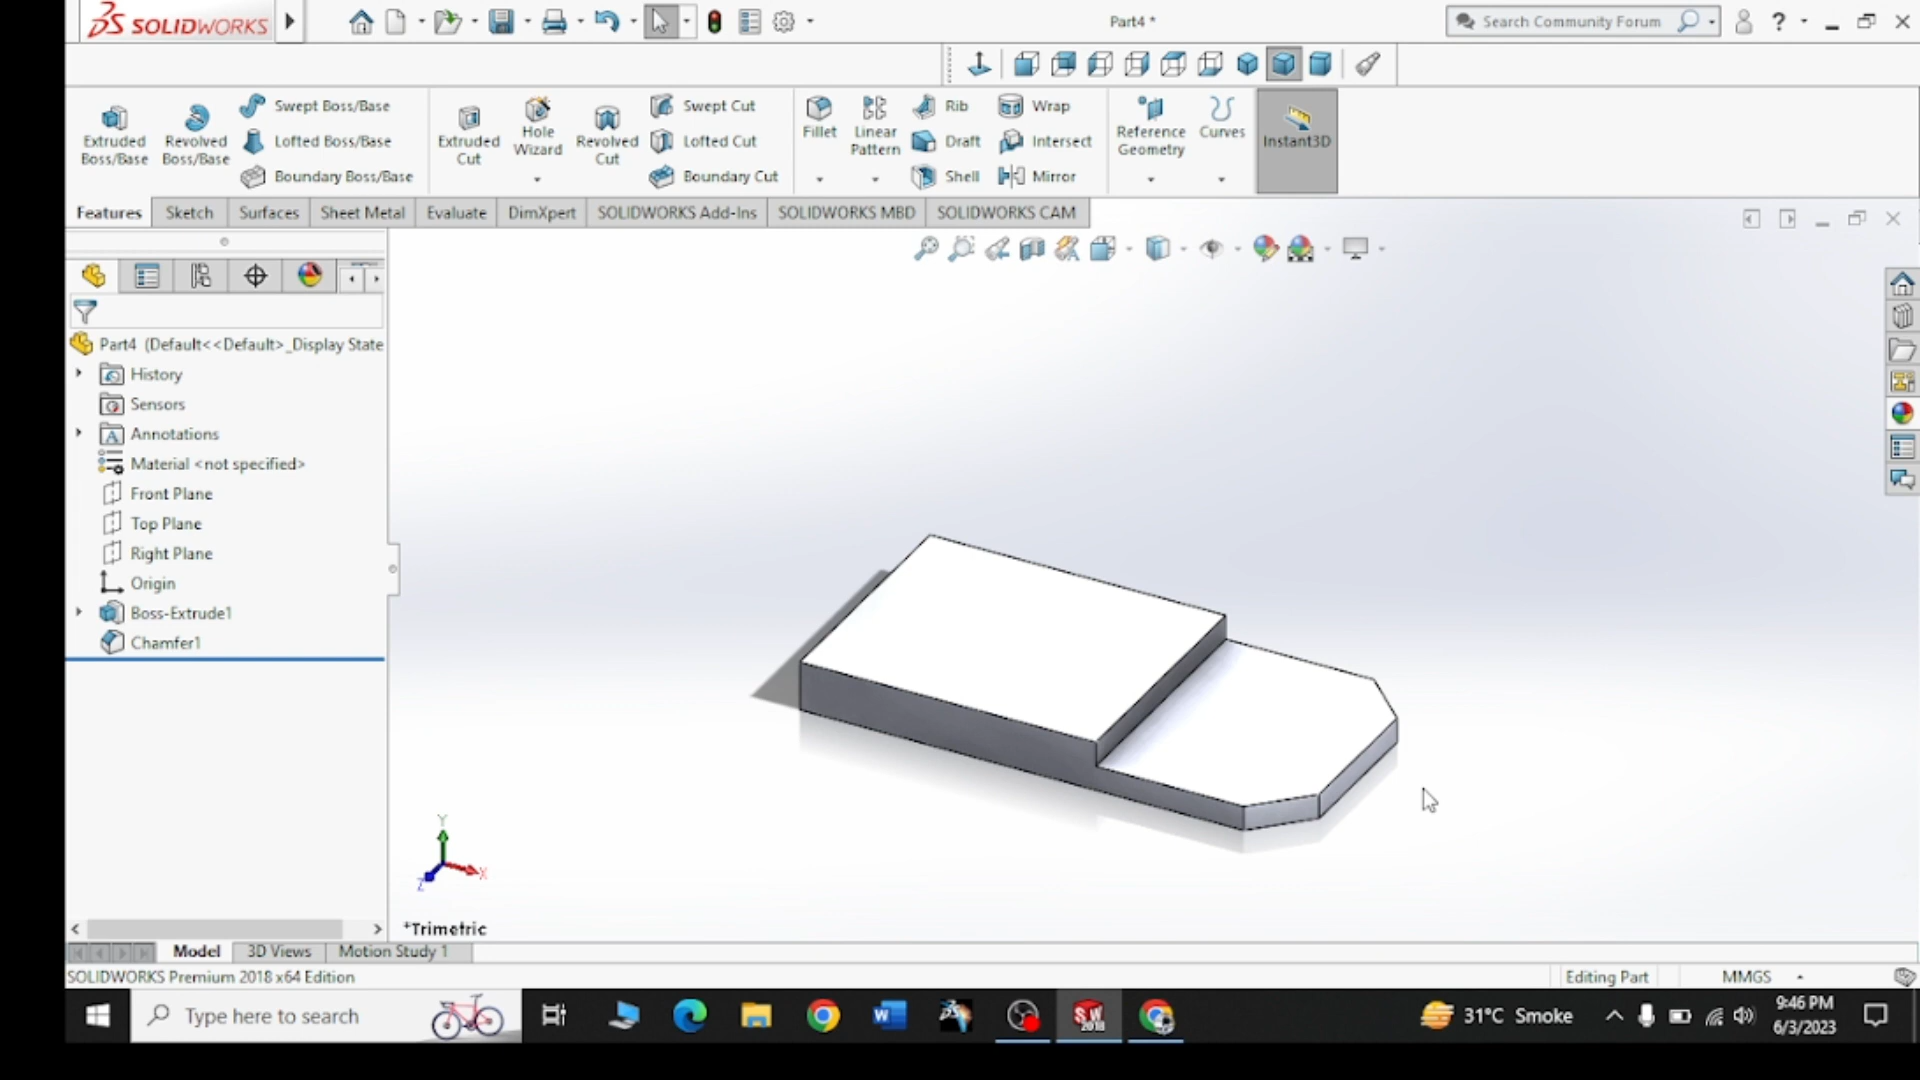 SOLIDWORKS
Part4 *
Search Community Forum
?
Extruded Boss/Base
Revolved Boss/Base
Swept Boss/Base
Lofted Boss/Base
Boundary Boss/Base
Extruded Cut
Hole Wizard
Revolved Cut
Swept Cut
Lofted Cut
Boundary Cut
Fillet
Linear Pattern
Rib
Draft
Shell
Wrap
Intersect
Mirror
Reference Geometry
Curves
Instant3D
Features
Sketch
Surfaces
Sheet Metal
Evaluate
DimXpert
SOLIDWORKS Add-Ins
SOLIDWORKS MBD
SOLIDWORKS CAM
Part4 (Default<<Default>_Display State
History
Sensors
Annotations
Material <not specified>
Front Plane
Top Plane
Right Plane
Origin
Boss-Extrude1
Chamfer1
Y
X
Z
*Trimetric
Model
3D Views
Motion Study 1
SOLIDWORKS Premium 2018 x64 Edition
Editing Part
MMGS
Type here to search
31°C Smoke
9:46 PM
6/3/2023